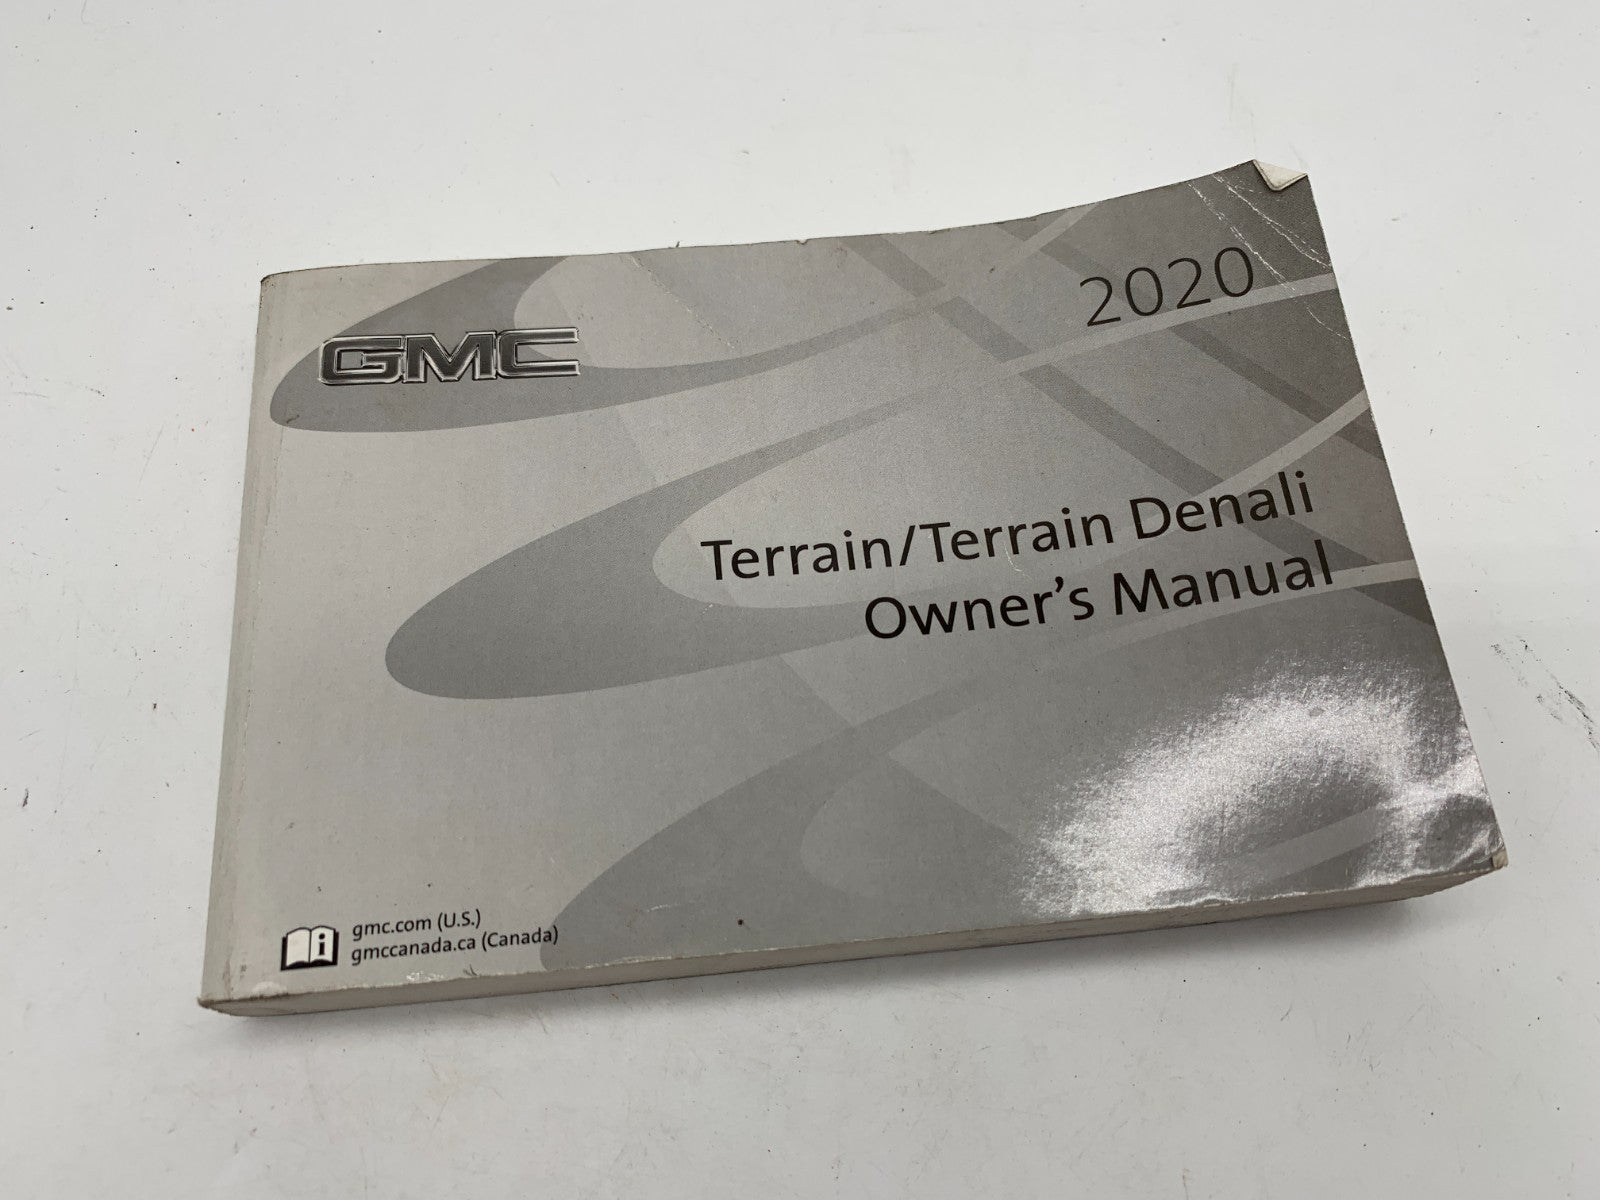 GMC
2020
Terrain/Terrain Denali
Owner's Manual
i
gmc.com (U.S.)
gmccanada.ca (Canada)